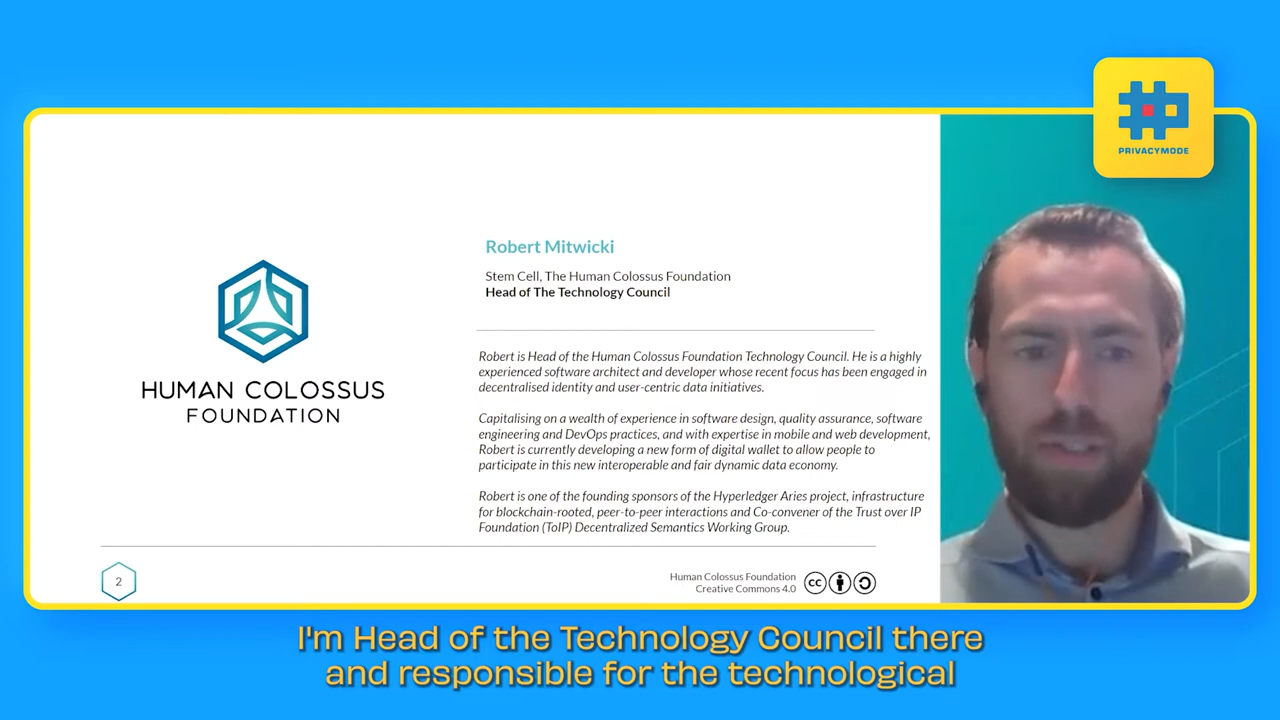 PRIVACYMODE
Robert Mitwicki
Stem Cell, The Human Colossus Foundation
Head of The Technology Council
HUMAN COLOSSUS
FOUNDATION
Robert is Head of the Human Colossus Foundation Technology Council. He is a highly
experienced software architect and developer whose recent focus has been engaged in
decentralised identity and user-centric data initiatives.
Capitalising on a wealth of experience in software design, quality assurance, software
engineering and DevOps practices, and with expertise in mobile and web development,
Robert is currently developing a new form of digital wallet to allow people to
participate in this new interoperable and fair dynamic data economy.
Robert is one of the founding sponsors of the Hyperledger Aries project, infrastructure
for blockchain-rooted, peer-to-peer interactions and Co-convener of the Trust over IP
Foundation (ToIP) Decentralized Semantics Working Group.
2
Human Colossus Foundation
Creative Commons 4.0
cc
I'm Head of the Technology Council there
and responsible for the technological